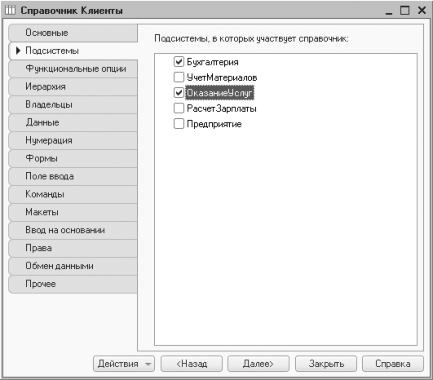 Справочник Клиенты
Основные
Подсистемы
Функциональные опции
Иерархия
Владельцы
Данные
Нумерация
Формы
Поле ввода
Команды
Макеты
Ввод на основании
Права
Обмен данными
Прочее
Подсистемы, в которых участвует справочник:
Бухгалтерия
УчетМатериалов
ОказаниеУслуг
РасчетЗарплаты
Предприятие
Действия
<Назад
Далее>
Закрыть
Справка